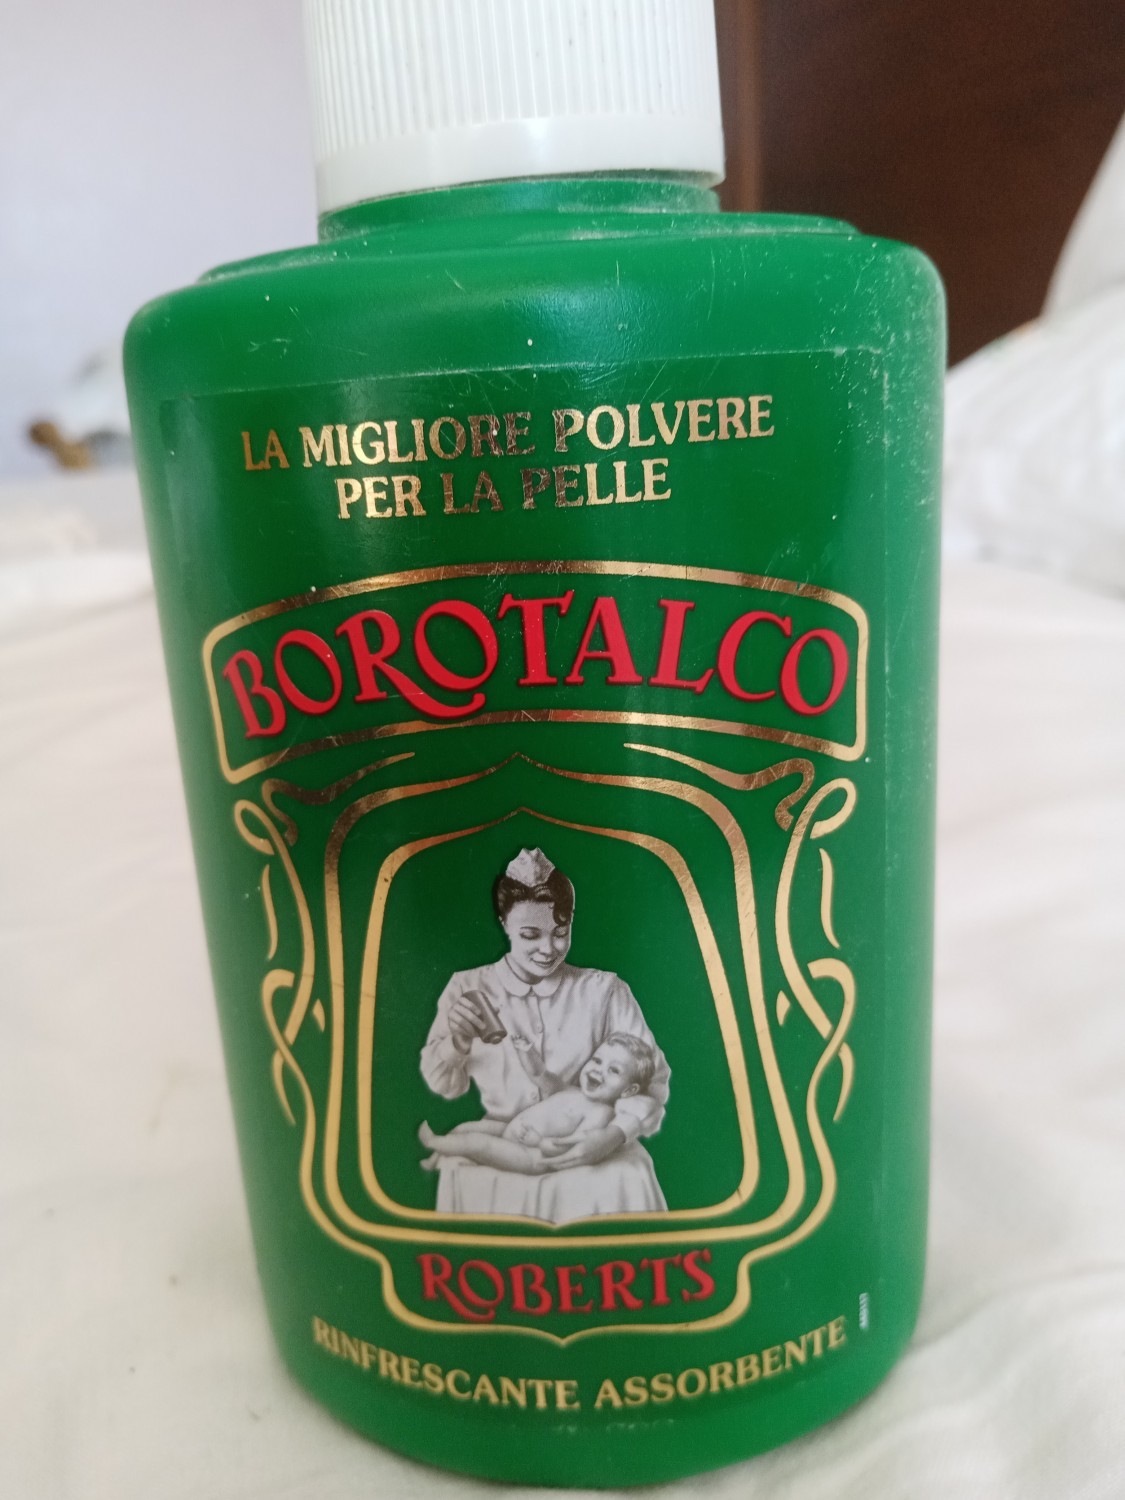 LA MIGLIORE POLVERE
PER LA PELLE
BOROTALCO
ROBERTS
RINFRESCANTE ASSORBENTE